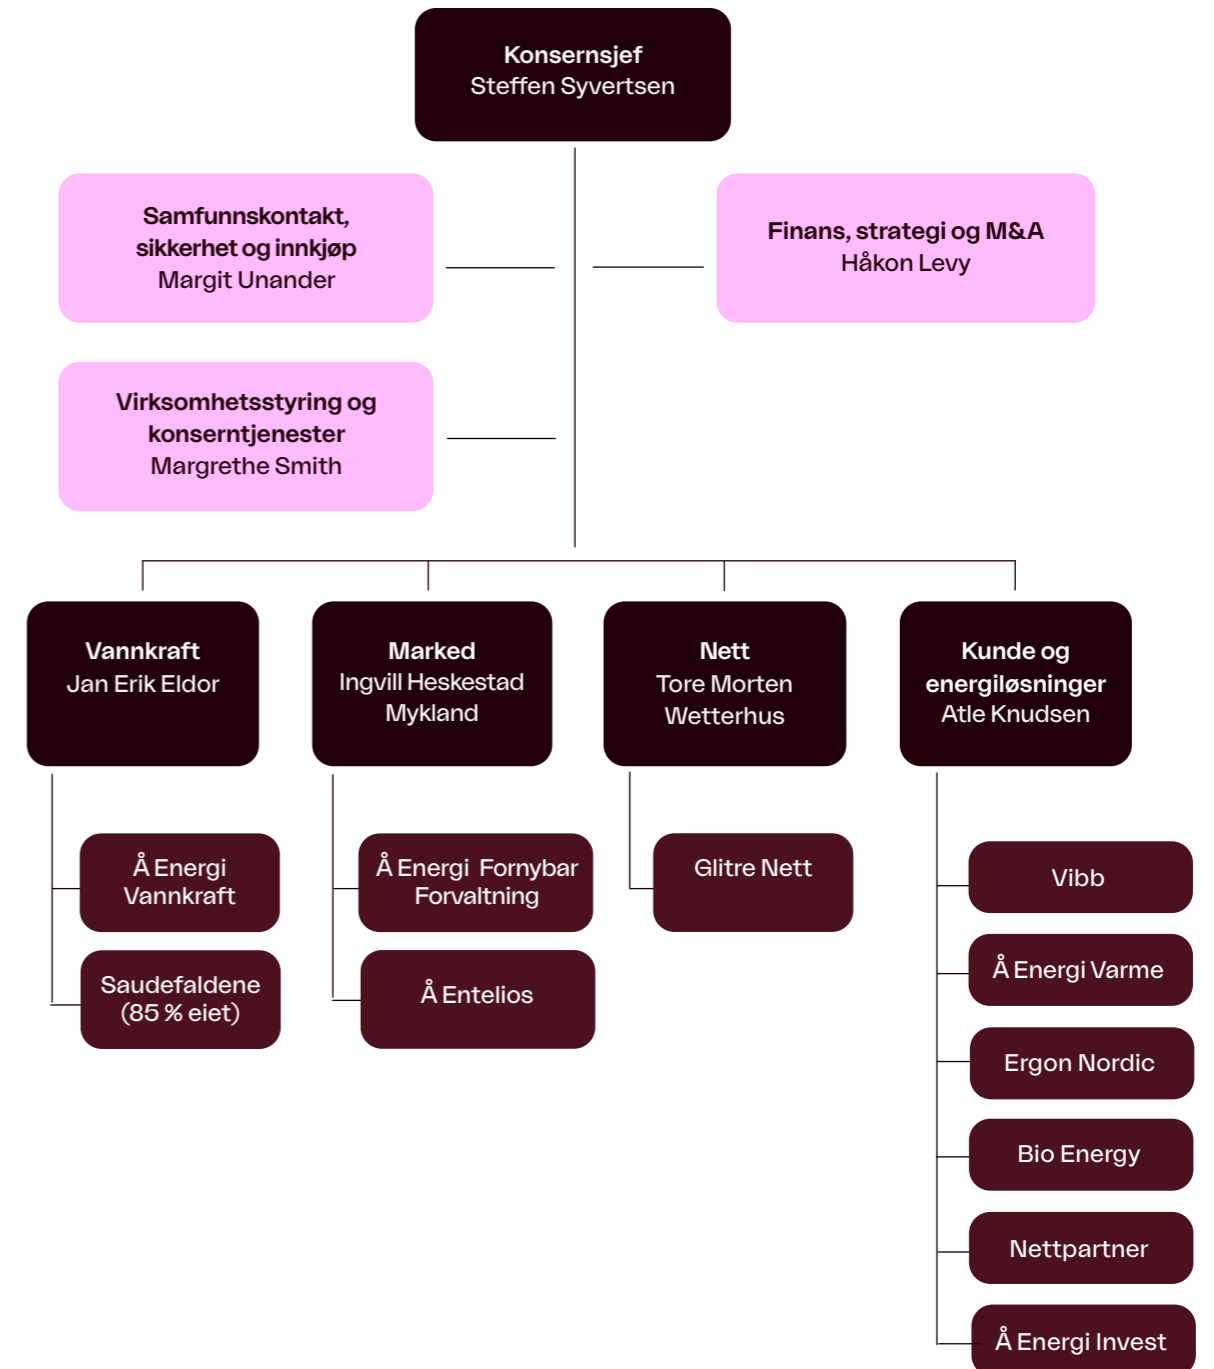 Konsernsjef
Steffen Syvertsen
Samfunnskontakt,
sikkerhet og innkjøp
Margit Unander
Finans, strategi og M&A
Håkon Levy
Virksomhetsstyring og
konserntjenester
Margrethe Smith
Vannkraft
Jan Erik Eldor
Marked
Ingvill Heskestad
Mykland
Nett
Tore Morten
Wetterhus
Kunde og
energiløsninger
Atle Knudsen
Å Energi
Vannkraft
Saudefaldene
(85 % eiet)
Å Energi Fornybar
Forvaltning
Å Entelios
Glitre Nett
Vibb
Å Energi Varme
Ergon Nordic
Bio Energy
Nettpartner
Å Energi Invest